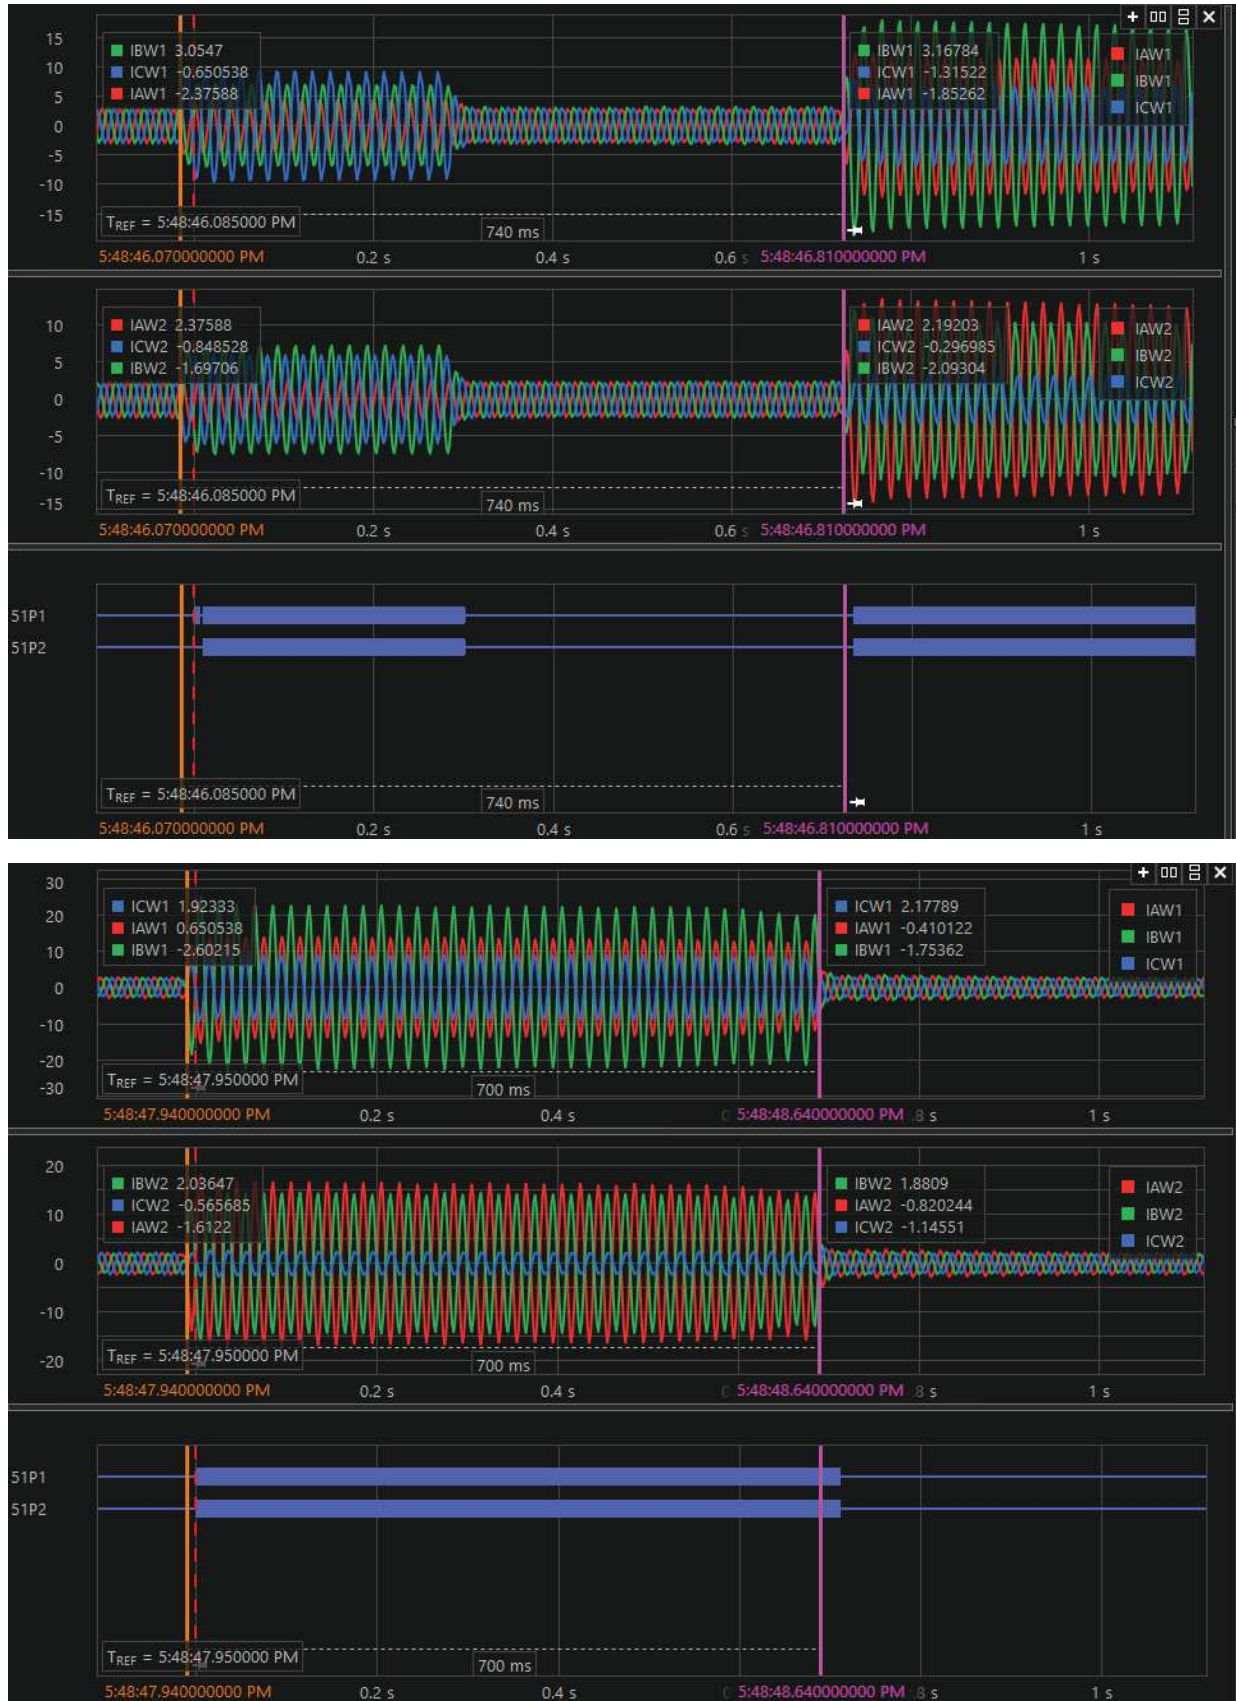 15
10
5
0
-5
-10
-15
IBW1 3.0547
ICW1 -0.650538
IAW1 -2.37588
IBW1 3.16784
ICW1 -1.31522
IAW1 -1.85262
IAW1
IBW1
ICW1
TREF = 5:48:46.085000 PM
740 ms
5:48:46.070000000 PM 0.2 s 0.4 s 0.6 s 5:48:46.810000000 PM 1 s
10
5
0
-5
-10
-15
IAW2 2.37588
ICW2 -0.848528
IBW2 -1.69706
IAW2 2.19203
ICW2 -0.296985
IBW2 -2.09304
IAW2
IBW2
ICW2
TREF = 5:48:46.085000 PM
740 ms
5:48:46.070000000 PM 0.2 s 0.4 s 0.6 s 5:48:46.810000000 PM 1 s
51P1
51P2
TREF = 5:48:46.085000 PM
740 ms
5:48:46.070000000 PM 0.2 s 0.4 s 0.6 s 5:48:46.810000000 PM 1 s
30
20
10
0
-10
-20
-30
ICW1 1.92333
IAW1 0.650538
IBW1 -2.60215
ICW1 2.17789
IAW1 -0.410122
IBW1 -1.75362
IAW1
IBW1
ICW1
TREF = 5:48:47.950000 PM
700 ms
5:48:47.940000000 PM 0.2 s 0.4 s 5:48:48.640000000 PM .8 s 1 s
20
10
0
-10
-20
IBW2 2.03647
ICW2 -0.565685
IAW2 -1.6122
IBW2 1.8809
IAW2 -0.820244
ICW2 -1.14551
IAW2
IBW2
ICW2
TREF = 5:48:47.950000 PM
700 ms
5:48:47.940000000 PM 0.2 s 0.4 s 5:48:48.640000000 PM .8 s 1 s
51P1
51P2
TREF = 5:48:47.950000 PM
700 ms
5:48:47.940000000 PM 0.2 s 0.4 s 5:48:48.640000000 PM .8 s 1 s